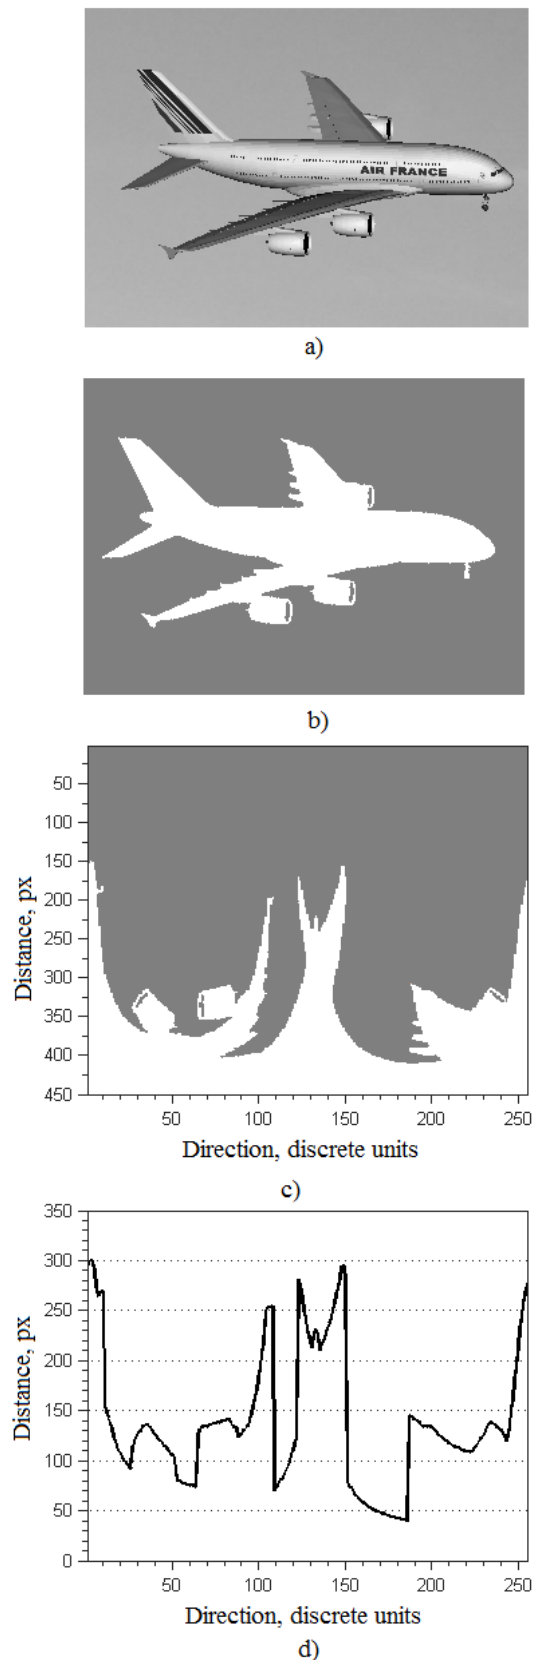 AIR FRANCE
a)
b)
50
100
150
200
250
300
350
400
450
Distance, px
50 100 150 200 250
Direction, discrete units
c)
350
300
250
200
150
100
50
0
Distance, px
50 100 150 200 250
Direction, discrete units
d)